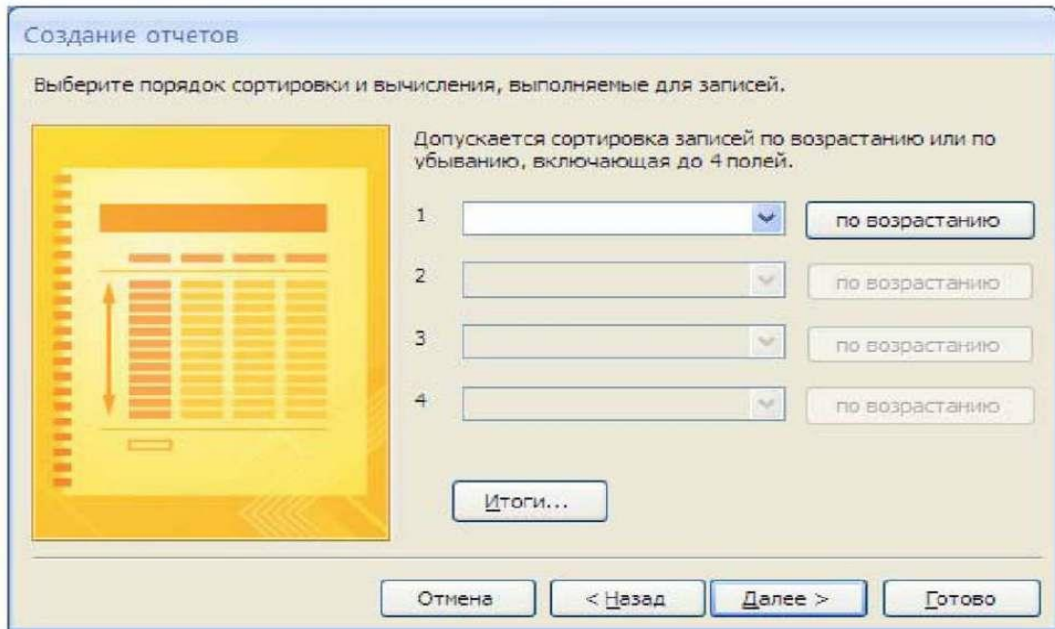 Создание отчетов
Выберите порядок сортировки и вычисления, выполняемые для записей.
Допускается сортировка записей по возрастанию или по
убыванию, включающая до 4 полей.
1 по возрастанию
2 по возрастанию
3 по возрастанию
4 по возрастанию
Итоги...
Отмена < Назад Далее > Готово